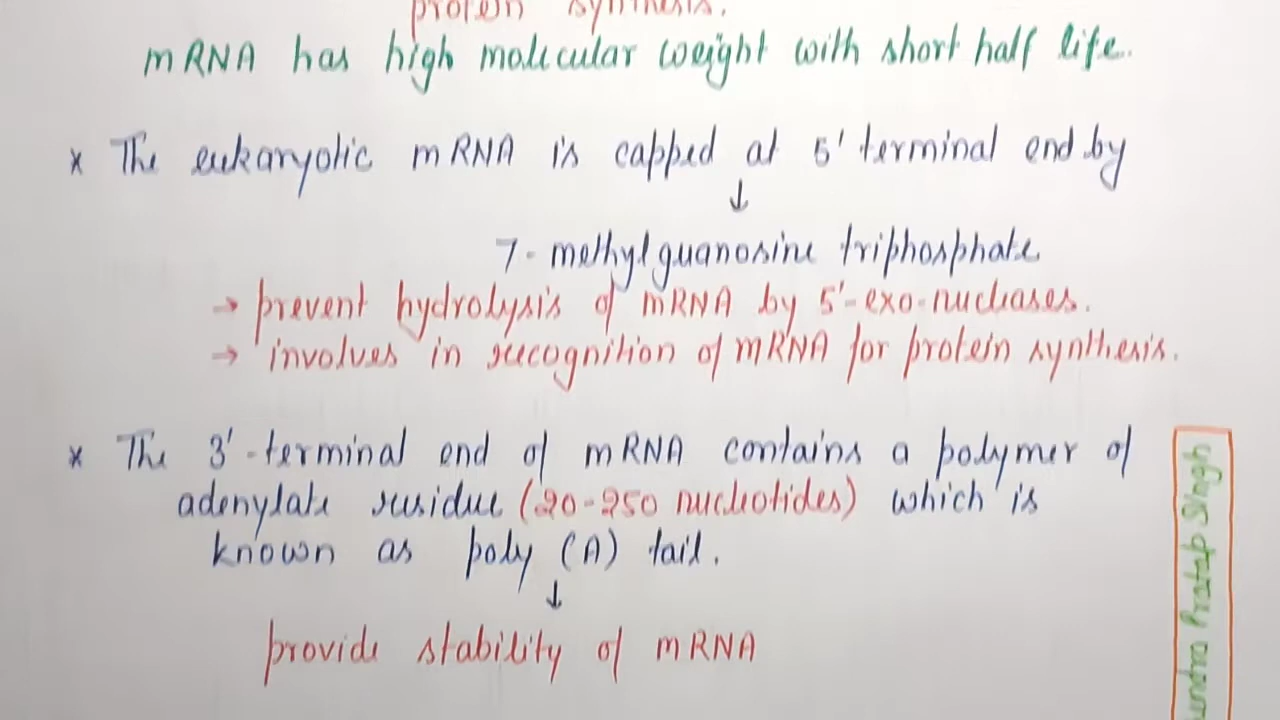 protein synthesis.
mRNA has high molecular weight with short half life.
* The eukaryotic mRNA is capped at 5' terminal end by
↓
7- methylguanosine triphosphate
→ prevent hydrolysis of mRNA by 5'-exo-nucleases.
→ involves in recognition of mRNA for protein synthesis.
* The 3'-terminal end of mRNA contains a polymer of
adenylate residue (20-250 nucleotides) which is
known as poly (A) tail.
↓
provide stability of mRNA
Pratap Singh